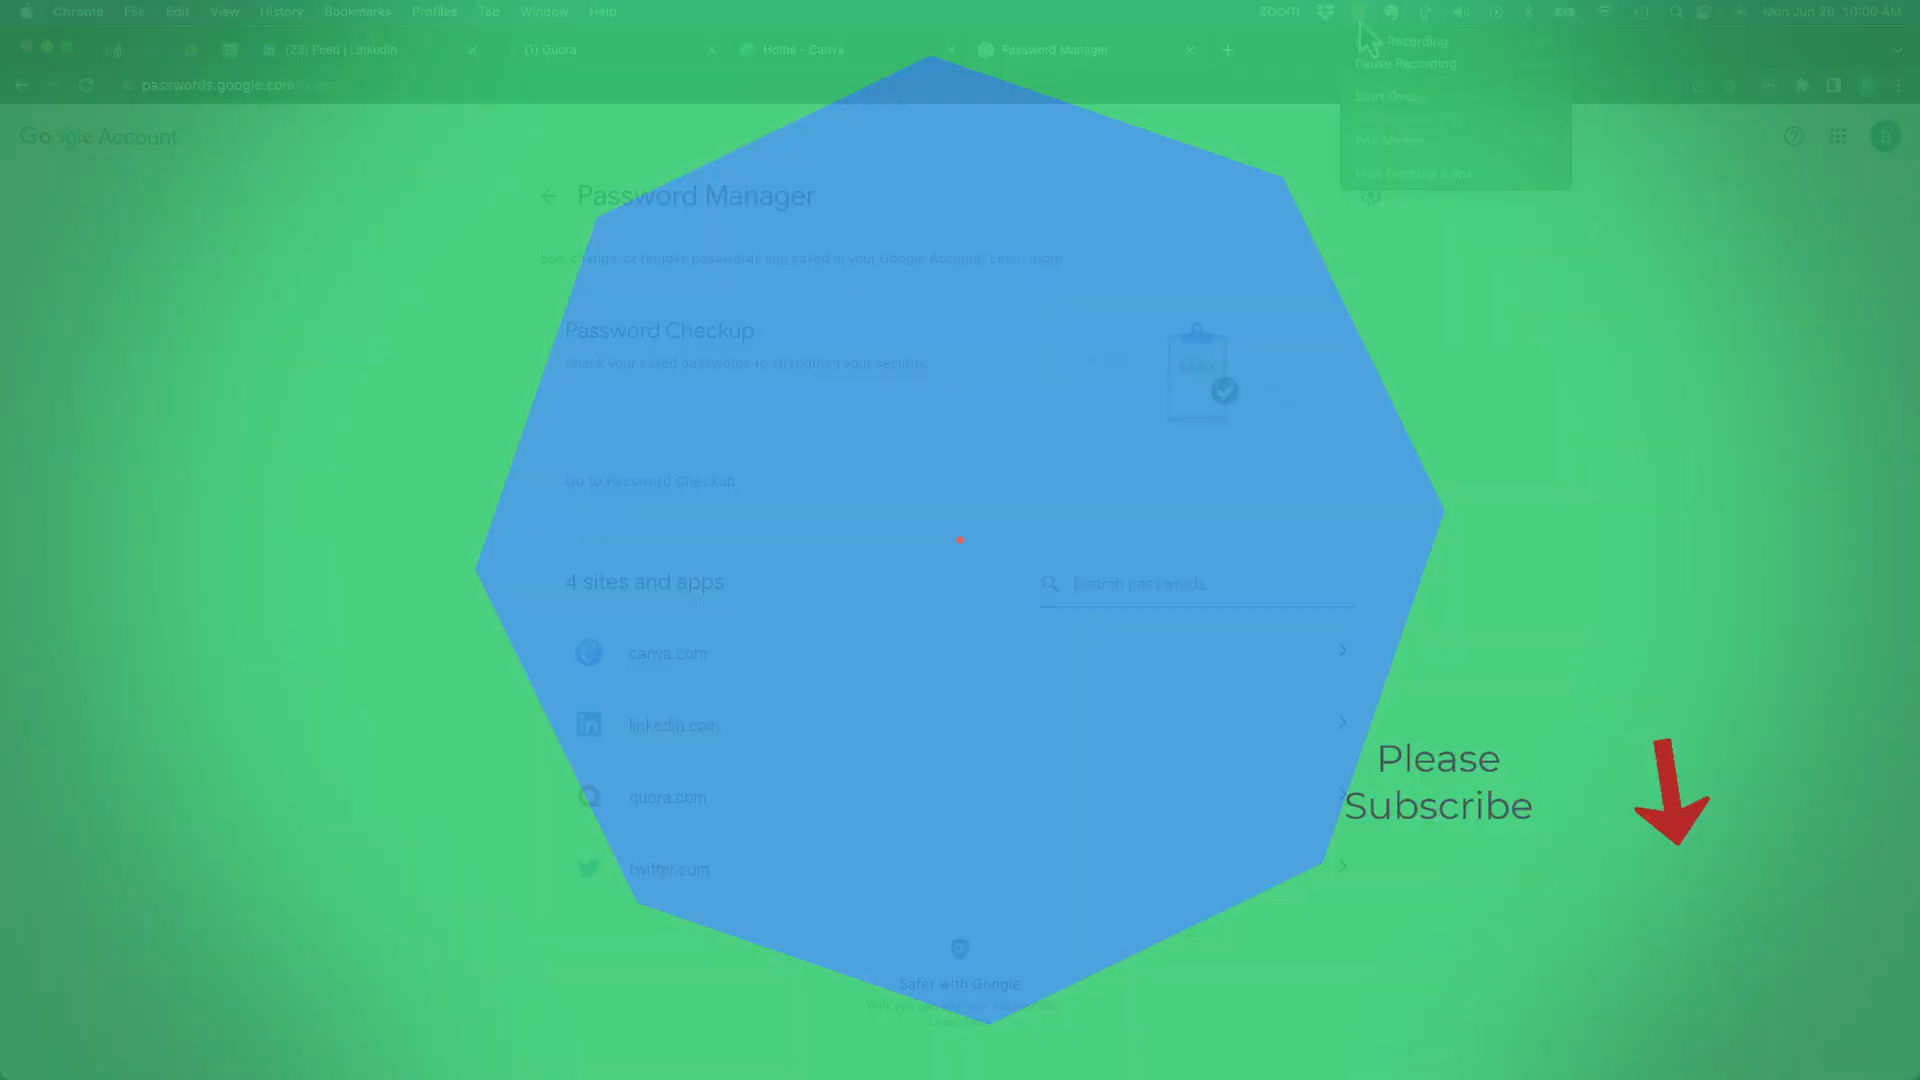 Chrome File Edit View History Bookmarks Profiles Tab Window Help
zoom
Mon Jun 26 10:00 AM
(23) Feed | LinkedIn
(1) Quora
Home - Canva
Password Manager
Recording
Pause Recording
passwords.google.com
Start Over
Hide Desktop Icons
Google Account
Password Manager
See, change, or remove passwords you saved in your Google Account. Learn more
Password Checkup
Check your saved passwords to strengthen your security.
Go to Password Checkup
4 sites and apps
Search passwords
canva.com
linkedin.com
quora.com
twitter.com
Please
Subscribe
Safer with Google